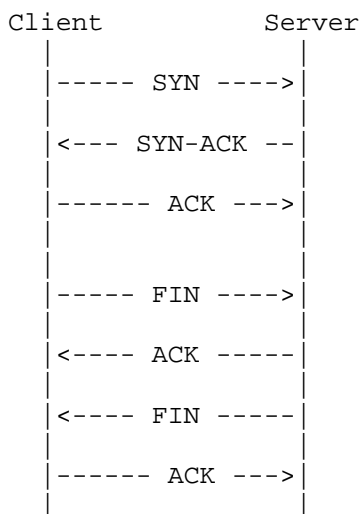 Client Server
|----- SYN ---->|
|<--- SYN-ACK --|
|------ ACK --->|
|----- FIN ---->|
|<---- ACK -----|
|<---- FIN -----|
|------ ACK --->|